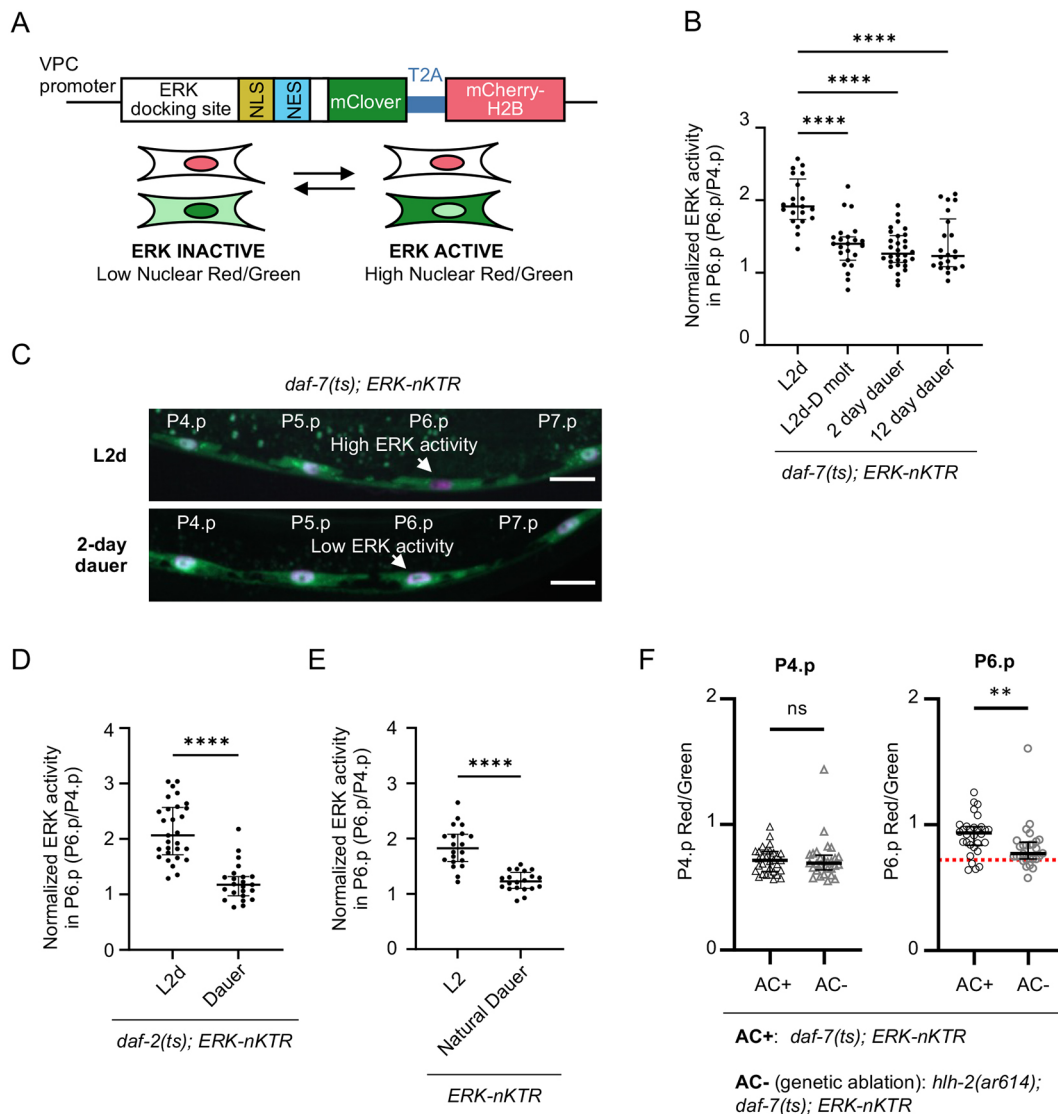 A
VPC
promoter
ERK
docking site
NLS
NES
mClover
T2A
mCherry-
H2B
ERK INACTIVE
Low Nuclear Red/Green
ERK ACTIVE
High Nuclear Red/Green
B
Normalized ERK activity
in P6.p (P6.p/P4.p)
3
2
1
0
****
****
****
L2d
L2d-D molt
2 day dauer
12 day dauer
daf-7(ts); ERK-nKTR
C
daf-7(ts); ERK-nKTR
L2d
P4.p P5.p P6.p P7.p
High ERK activity
2-day
dauer
P4.p P5.p P6.p P7.p
Low ERK activity
D
Normalized ERK activity
in P6.p (P6.p/P4.p)
4
3
2
1
0
****
L2d
Dauer
daf-2(ts); ERK-nKTR
E
Normalized ERK activity
in P6.p (P6.p/P4.p)
4
3
2
1
0
****
L2
Natural Dauer
ERK-nKTR
F
P4.p
P4.p Red/Green
2
1
0
ns
AC+ AC-
P6.p
P6.p Red/Green
2
1
0
**
AC+ AC-
AC+: daf-7(ts); ERK-nKTR
AC- (genetic ablation): hlh-2(ar614);
daf-7(ts); ERK-nKTR